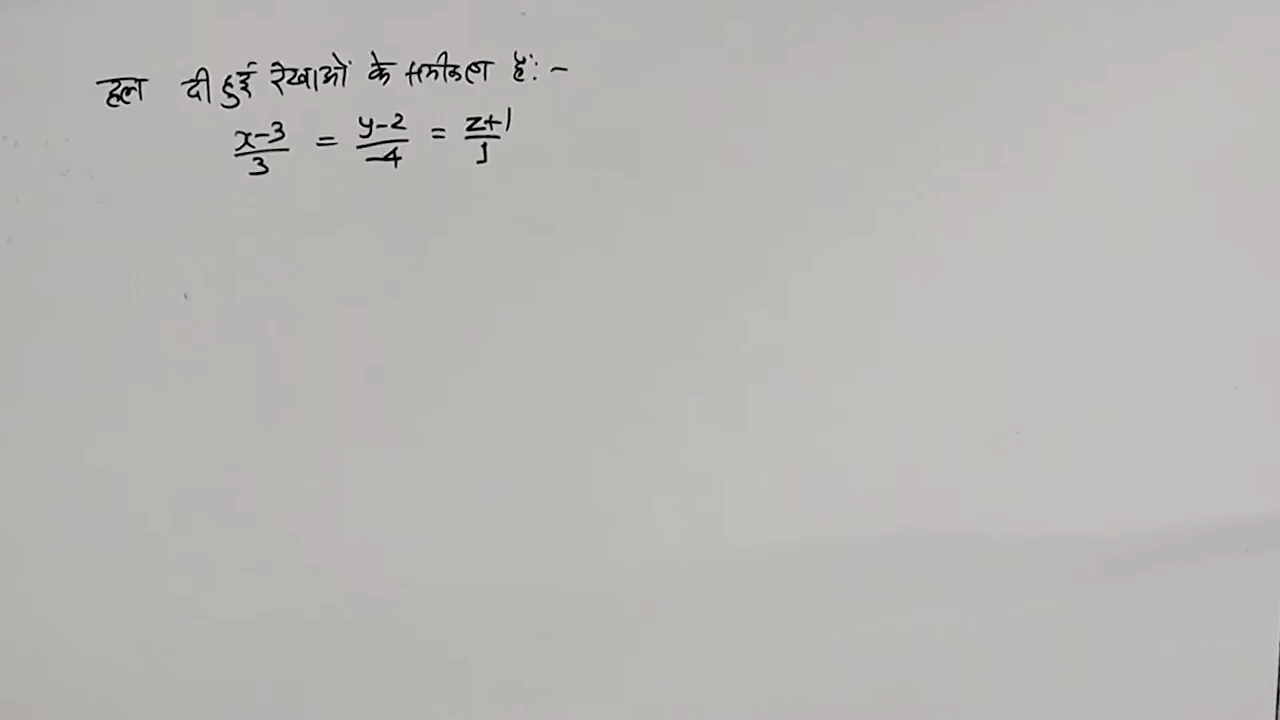 हल दी हुई रेखाओं के समीकरण हैं:-
x-3/3 = y-2/-4 = z+1/1